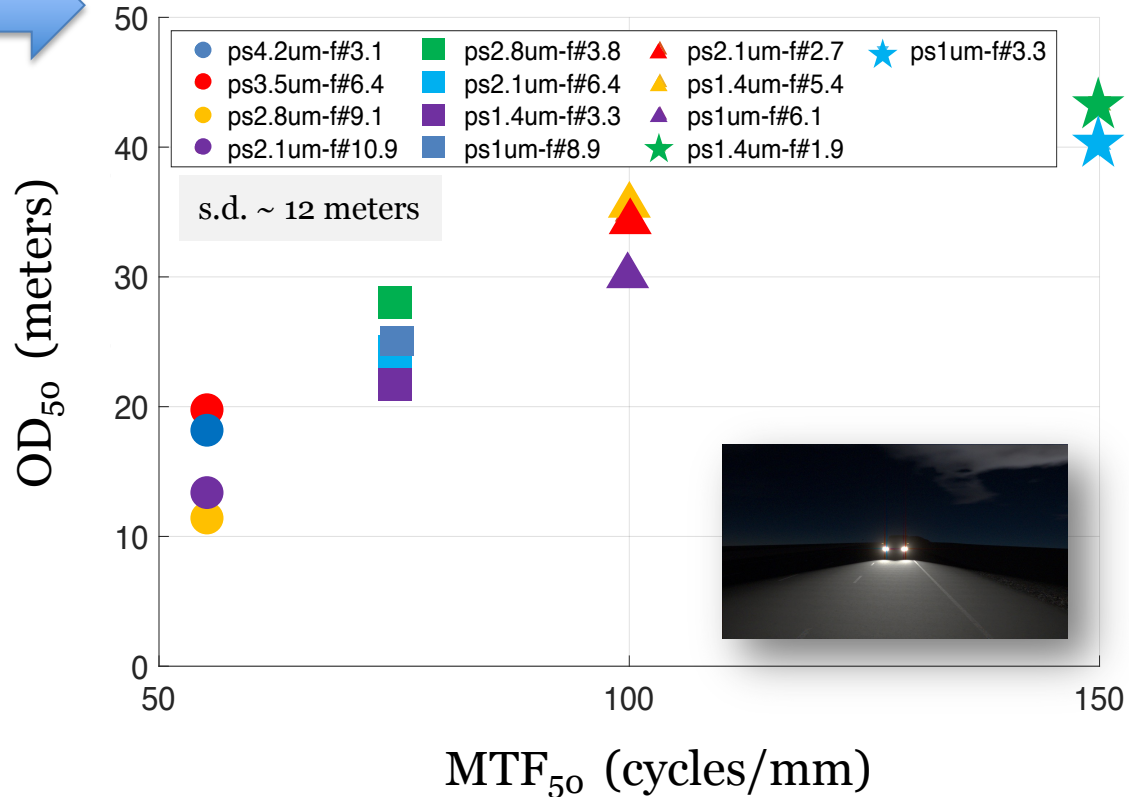 50
ps4.2um-f#3.1 ps2.8um-f#3.8 ps2.1um-f#2.7 ps1um-f#3.3
ps3.5um-f#6.4 ps2.1um-f#6.4 ps1.4um-f#5.4
ps2.8um-f#9.1 ps1.4um-f#3.3 ps1um-f#6.1
ps2.1um-f#10.9 ps1um-f#8.9 ps1.4um-f#1.9
40
s.d. ~ 12 meters
30
20
10
0
OD₅₀ (meters)
50 100 150
MTF₅₀ (cycles/mm)